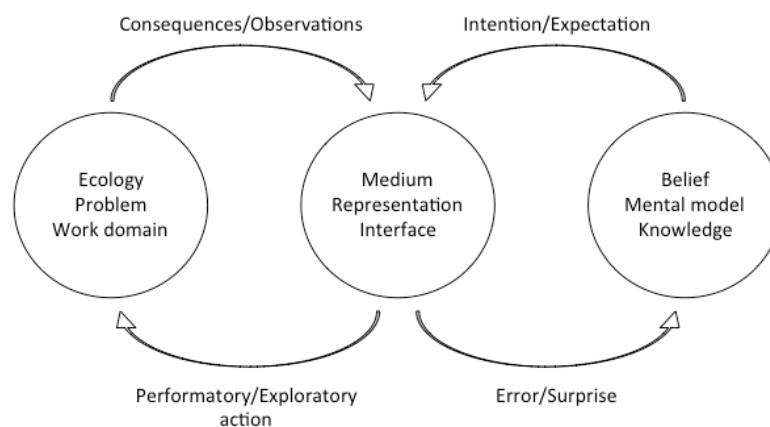 Consequences/Observations
Intention/Expectation
Ecology
Problem
Work domain
Medium
Representation
Interface
Belief
Mental model
Knowledge
Performatory/Exploratory
action
Error/Surprise